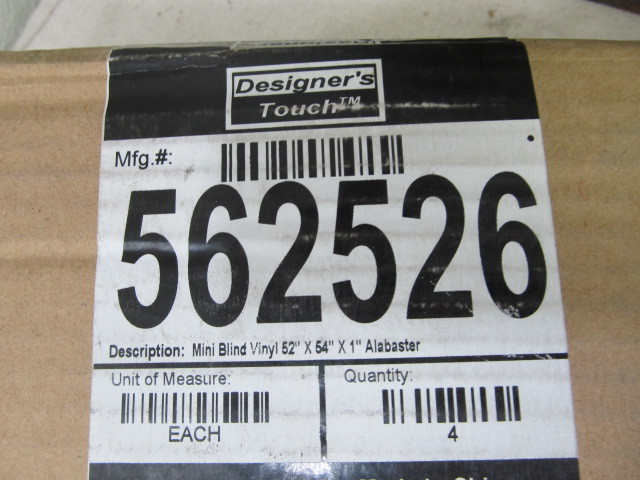 Designer's
Touch™
Mfg.#:
562526
Description: Mini Blind Vinyl 52" X 54" X 1" Alabaster
Unit of Measure:
Quantity:
EACH
4